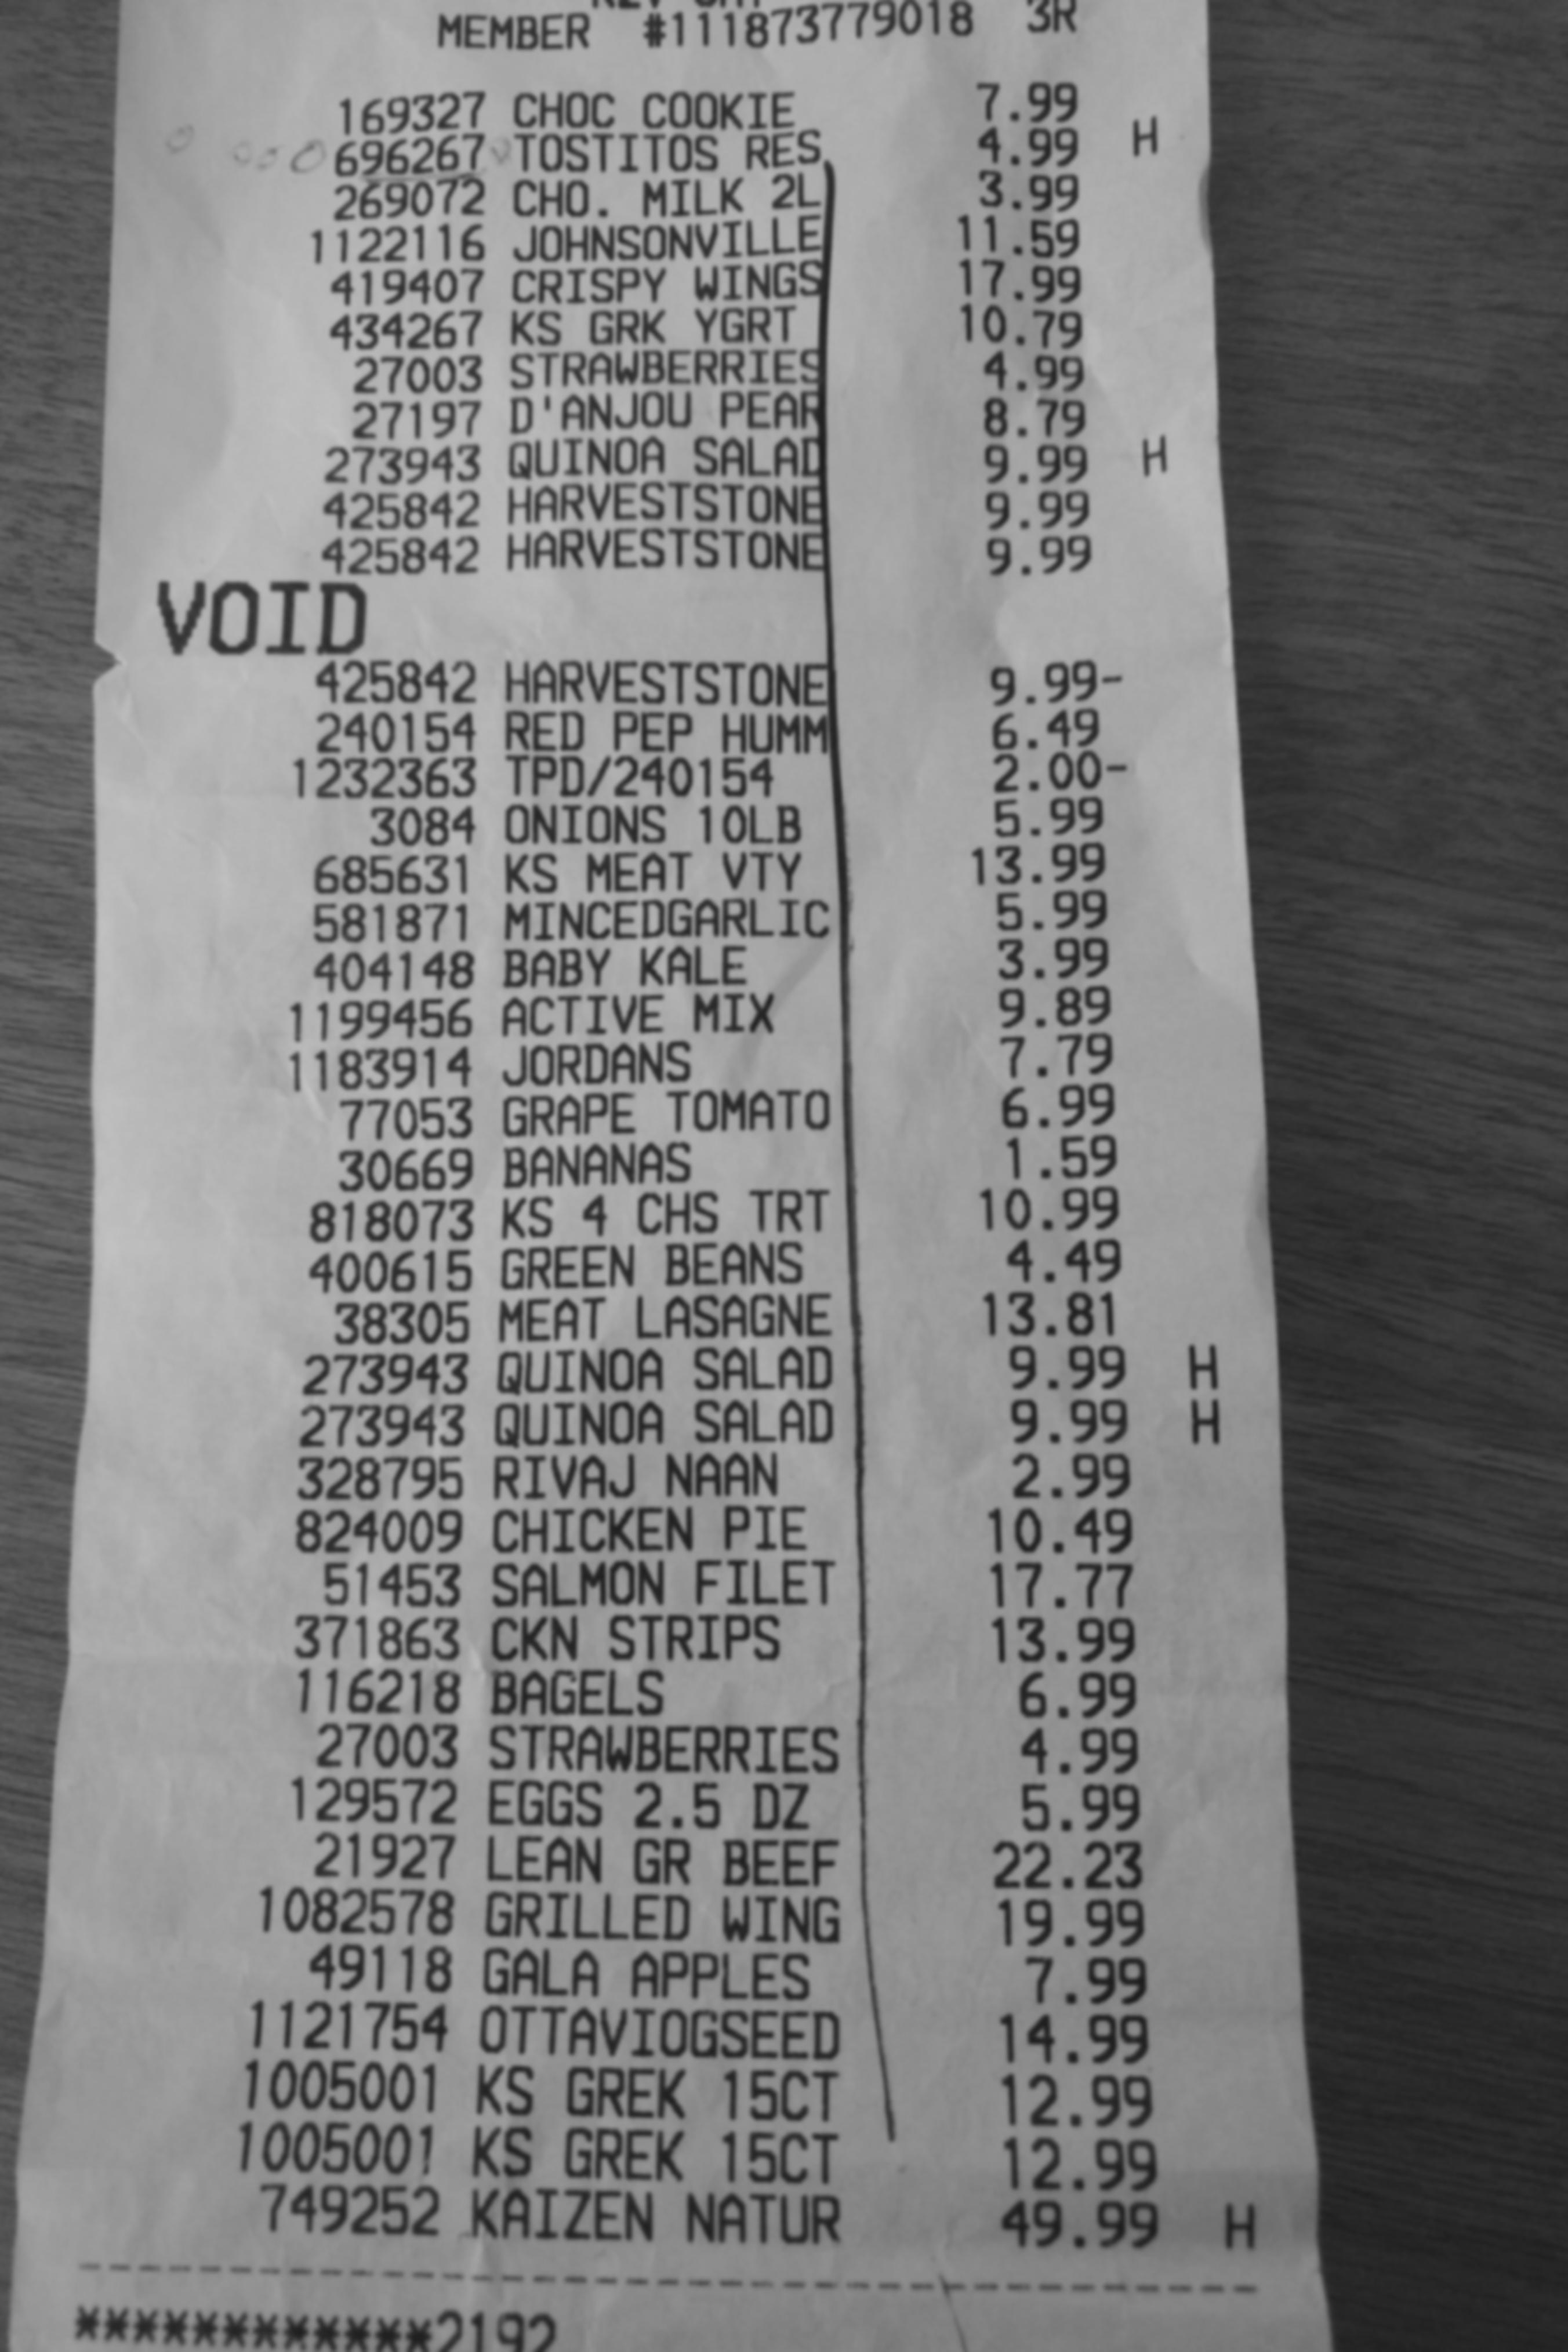 MEMBER #111873779018 3R
169327 CHOC COOKIE 7.99
696267 TOSTITOS RES 4.99 H
269072 CHO. MILK 2L 3.99
1122116 JOHNSONVILLE 11.59
419407 CRISPY WINGS 17.99
434267 KS GRK YGRT 10.79
27003 STRAWBERRIES 4.99
27197 D'ANJOU PEAR 8.79
273943 QUINOA SALAD 9.99 H
425842 HARVESTSTONE 9.99
425842 HARVESTSTONE 9.99
VOID
425842 HARVESTSTONE 9.99-
240154 RED PEP HUMM 6.49
1232363 TPD/240154 2.00-
3084 ONIONS 10LB 5.99
685631 KS MEAT VTY 13.99
581871 MINCEDGARLIC 5.99
404148 BABY KALE 3.99
1199456 ACTIVE MIX 9.89
1183914 JORDANS 7.79
77053 GRAPE TOMATO 6.99
30669 BANANAS 1.59
818073 KS 4 CHS TRT 10.99
400615 GREEN BEANS 4.49
38305 MEAT LASAGNE 13.81
273943 QUINOA SALAD 9.99 H
273943 QUINOA SALAD 9.99 H
328795 RIVAJ NAAN 2.99
824009 CHICKEN PIE 10.49
51453 SALMON FILET 17.77
371863 CKN STRIPS 13.99
116218 BAGELS 6.99
27003 STRAWBERRIES 4.99
129572 EGGS 2.5 DZ 5.99
21927 LEAN GR BEEF 22.23
1082578 GRILLED WING 19.99
49118 GALA APPLES 7.99
1121754 OTTAVIOGSEED 14.99
1005001 KS GREK 15CT 12.99
1005001 KS GREK 15CT 12.99
749252 KAIZEN NATUR 49.99 H
************2192